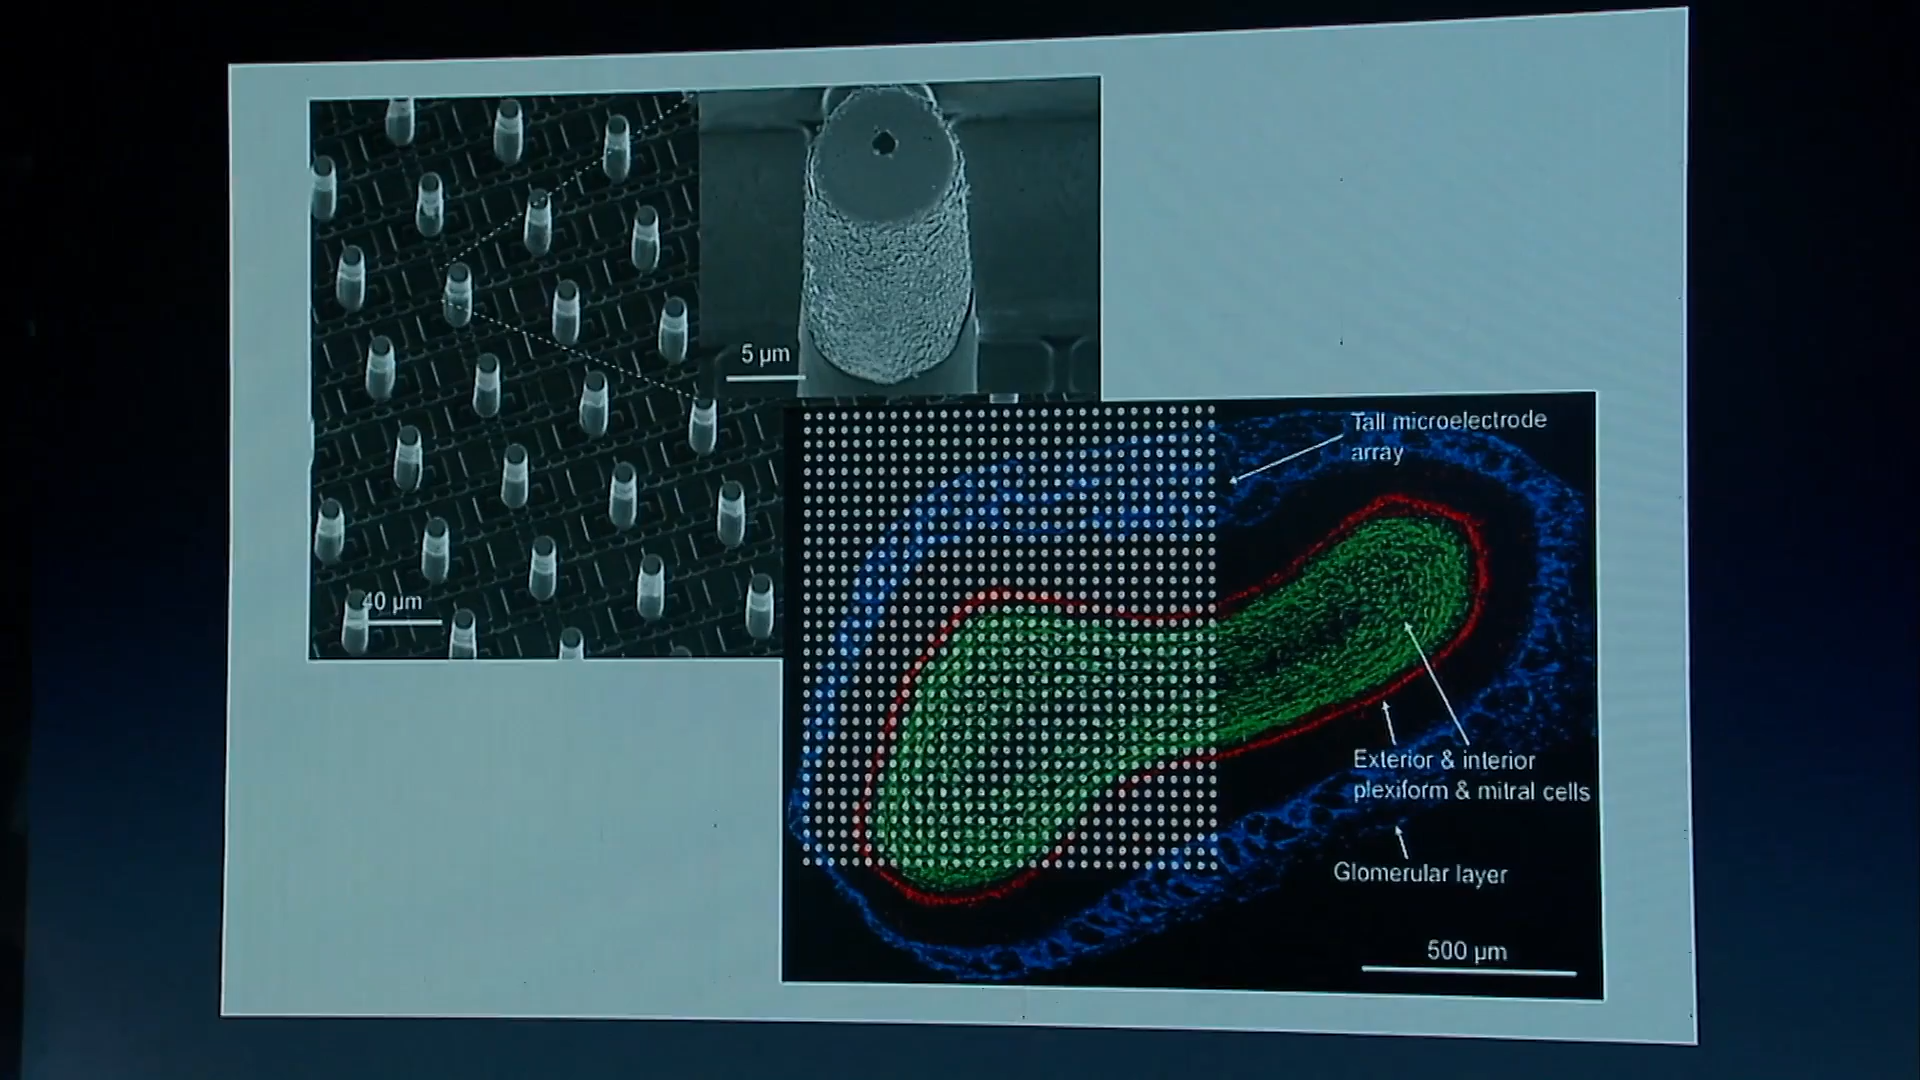 5 µm
40 µm
Tall microelectrode
array
Exterior & interior
plexiform & mitral cells
Glomerular layer
500 µm